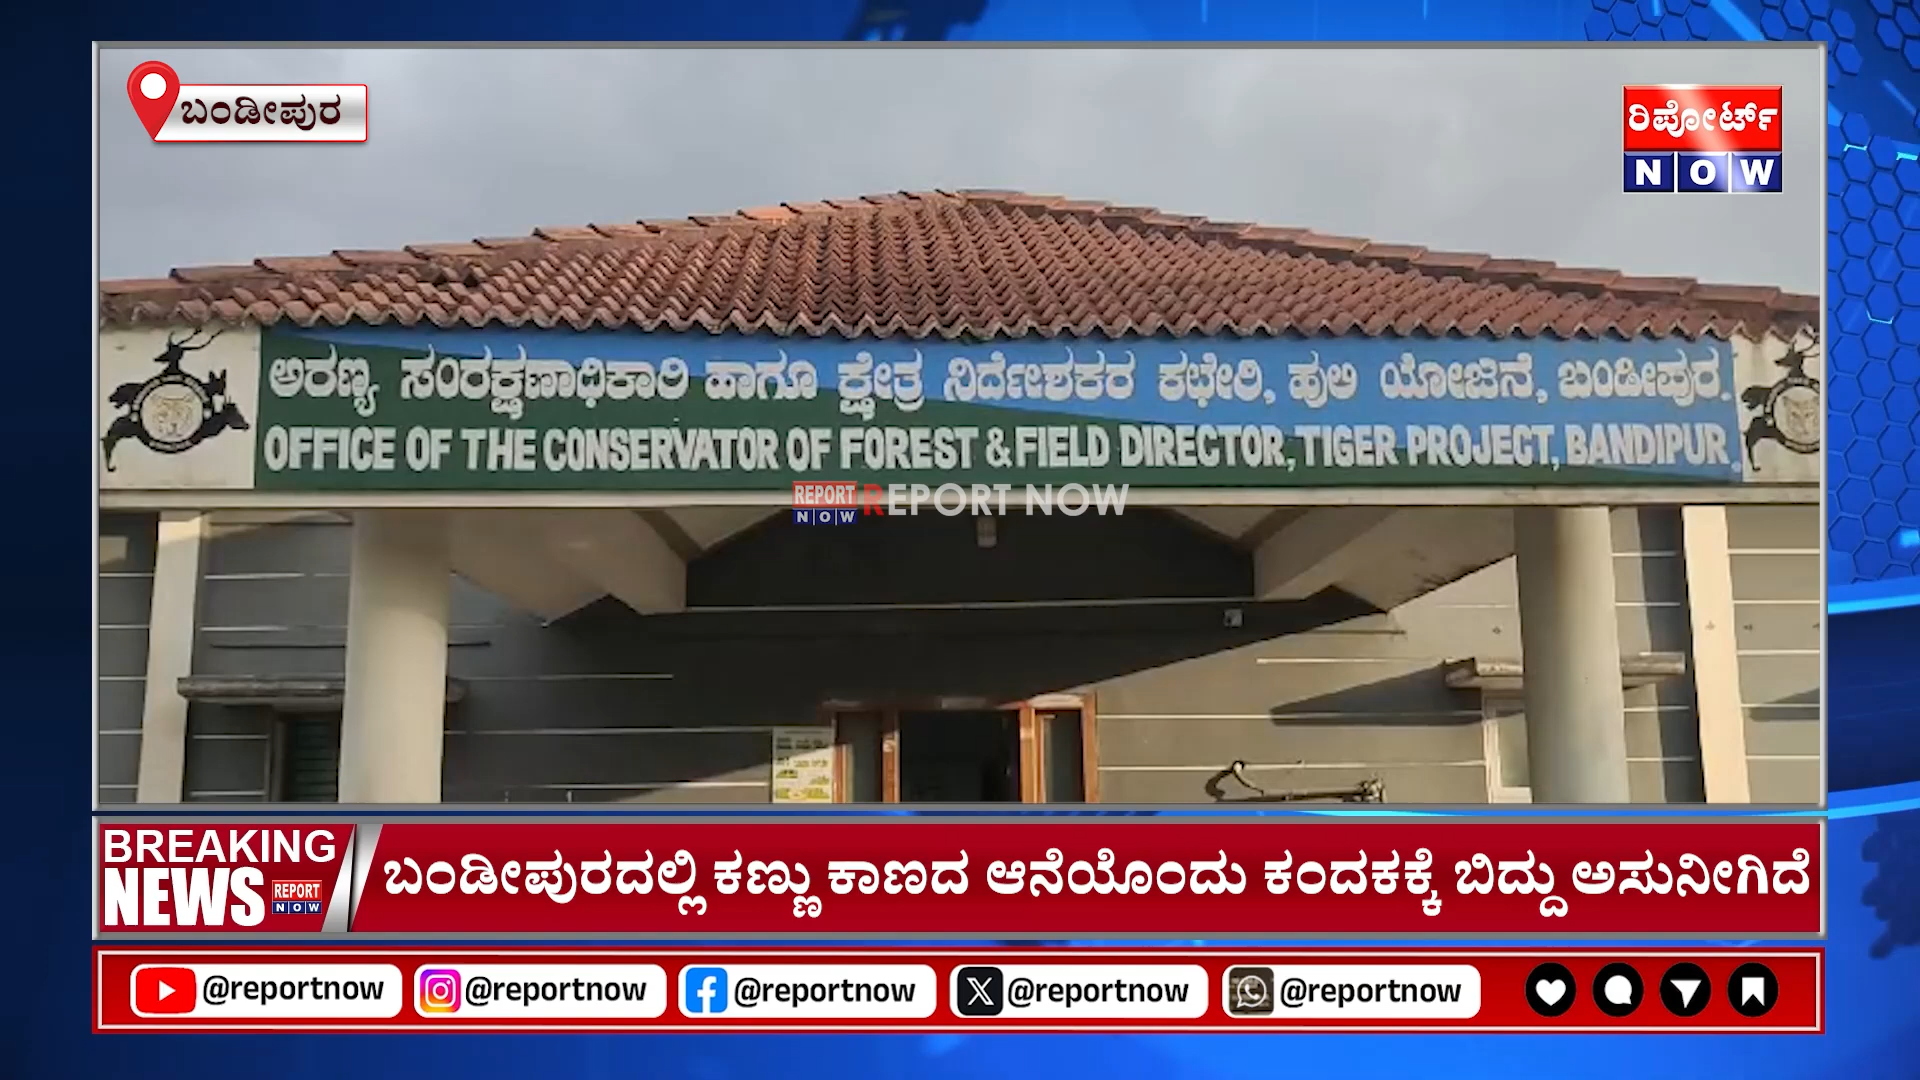 ಬಂಡೀಪುರ
ರಿಪೋರ್ಟ್
NOW
ಅರಣ್ಯ ಸಂರಕ್ಷಣಾಧಿಕಾರಿ ಹಾಗೂ ಕ್ಷೇತ್ರ ನಿರ್ದೇಶಕರ ಕಛೇರಿ, ಹುಲಿ ಯೋಜನೆ, ಬಂಡೀಪುರ.
OFFICE OF THE CONSERVATOR OF FOREST & FIELD DIRECTOR, TIGER PROJECT, BANDIPUR
REPORT NOW REPORT NOW
BREAKING
NEWS REPORT NOW
ಬಂಡೀಪುರದಲ್ಲಿ ಕಣ್ಣು ಕಾಣದ ಆನೆಯೊಂದು ಕಂದಕಕ್ಕೆ ಬಿದ್ದು ಅಸುನೀಗಿದೆ
@reportnow @reportnow @reportnow @reportnow @reportnow